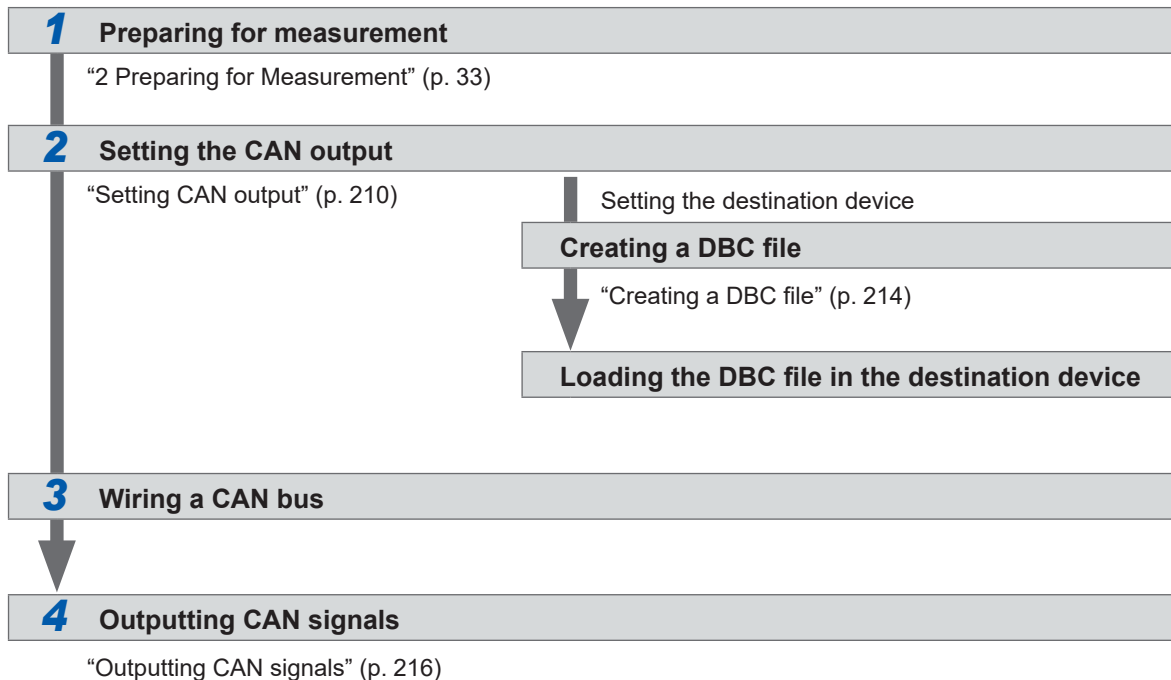 1 Preparing for measurement
“2 Preparing for Measurement” (p. 33)
2 Setting the CAN output
“Setting CAN output” (p. 210)
Setting the destination device
Creating a DBC file
“Creating a DBC file” (p. 214)
Loading the DBC file in the destination device
3 Wiring a CAN bus
4 Outputting CAN signals
“Outputting CAN signals” (p. 216)